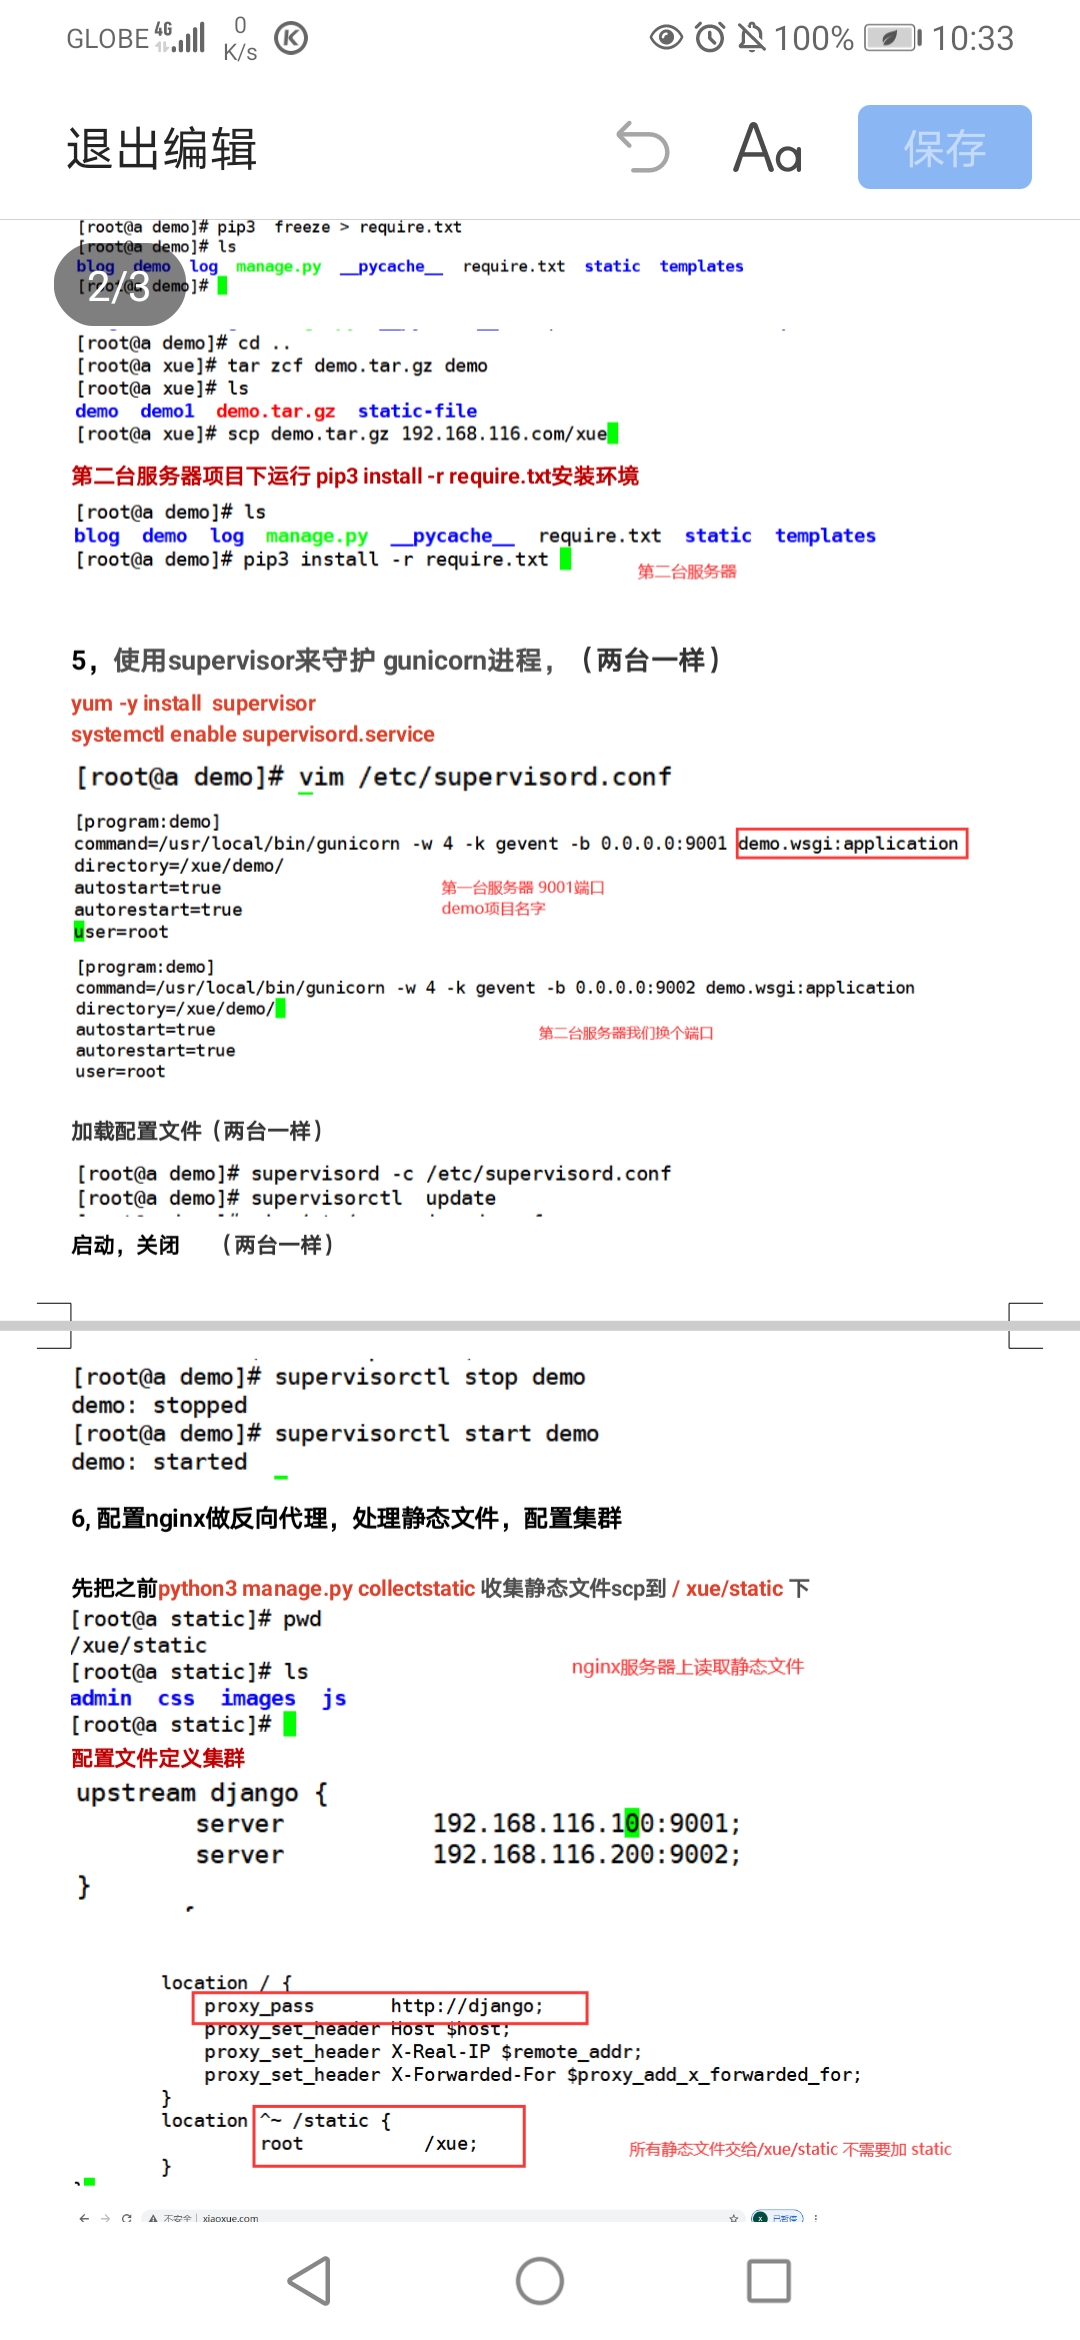 GLOBE 4G 0 K/s K 100% 10:33
退出编辑 Aa 保存
[root@a demo]# pip3  freeze > require.txt
[root@a demo]# ls
blog  demo  log  manage.py  __pycache__  require.txt  static  templates
[root@a demo]#
2/3
[root@a demo]# cd ..
[root@a xue]# tar zcf demo.tar.gz demo
[root@a xue]# ls
demo  demo1  demo.tar.gz  static-file
[root@a xue]# scp demo.tar.gz 192.168.116.com/xue
第二台服务器项目下运行 pip3 install -r require.txt安装环境
[root@a demo]# ls
blog  demo  log  manage.py  __pycache__  require.txt  static  templates
[root@a demo]# pip3 install -r require.txt
第二台服务器
5，使用supervisor来守护 gunicorn进程，（两台一样）
yum -y install  supervisor
systemctl enable supervisord.service
[root@a demo]# vim /etc/supervisord.conf
[program:demo]
command=/usr/local/bin/gunicorn -w 4 -k gevent -b 0.0.0.0:9001 demo.wsgi:application
directory=/xue/demo/
autostart=true
第一台服务器 9001端口
autorestart=true
demo项目名字
user=root
[program:demo]
command=/usr/local/bin/gunicorn -w 4 -k gevent -b 0.0.0.0:9002 demo.wsgi:application
directory=/xue/demo/
autostart=true
第二台服务器我们换个端口
autorestart=true
user=root
加载配置文件（两台一样）
[root@a demo]# supervisord -c /etc/supervisord.conf
[root@a demo]# supervisorctl  update
启动，关闭 （两台一样）
[root@a demo]# supervisorctl stop demo
demo: stopped
[root@a demo]# supervisorctl start demo
demo: started
6, 配置nginx做反向代理，处理静态文件，配置集群
先把之前python3 manage.py collectstatic 收集静态文件scp到 / xue/static 下
[root@a static]# pwd
/xue/static
[root@a static]# ls
nginx服务器上读取静态文件
admin  css  images  js
[root@a static]#
配置文件定义集群
upstream django {
server 192.168.116.100:9001;
server 192.168.116.200:9002;
}
location / {
proxy_pass http://django;
proxy_set_header Host $host;
proxy_set_header X-Real-IP $remote_addr;
proxy_set_header X-Forwarded-For $proxy_add_x_forwarded_for;
}
location ^~ /static {
root /xue;
所有静态文件交给/xue/static 不需要加 static
}
不安全 | xiaoxue.com x 已暂停